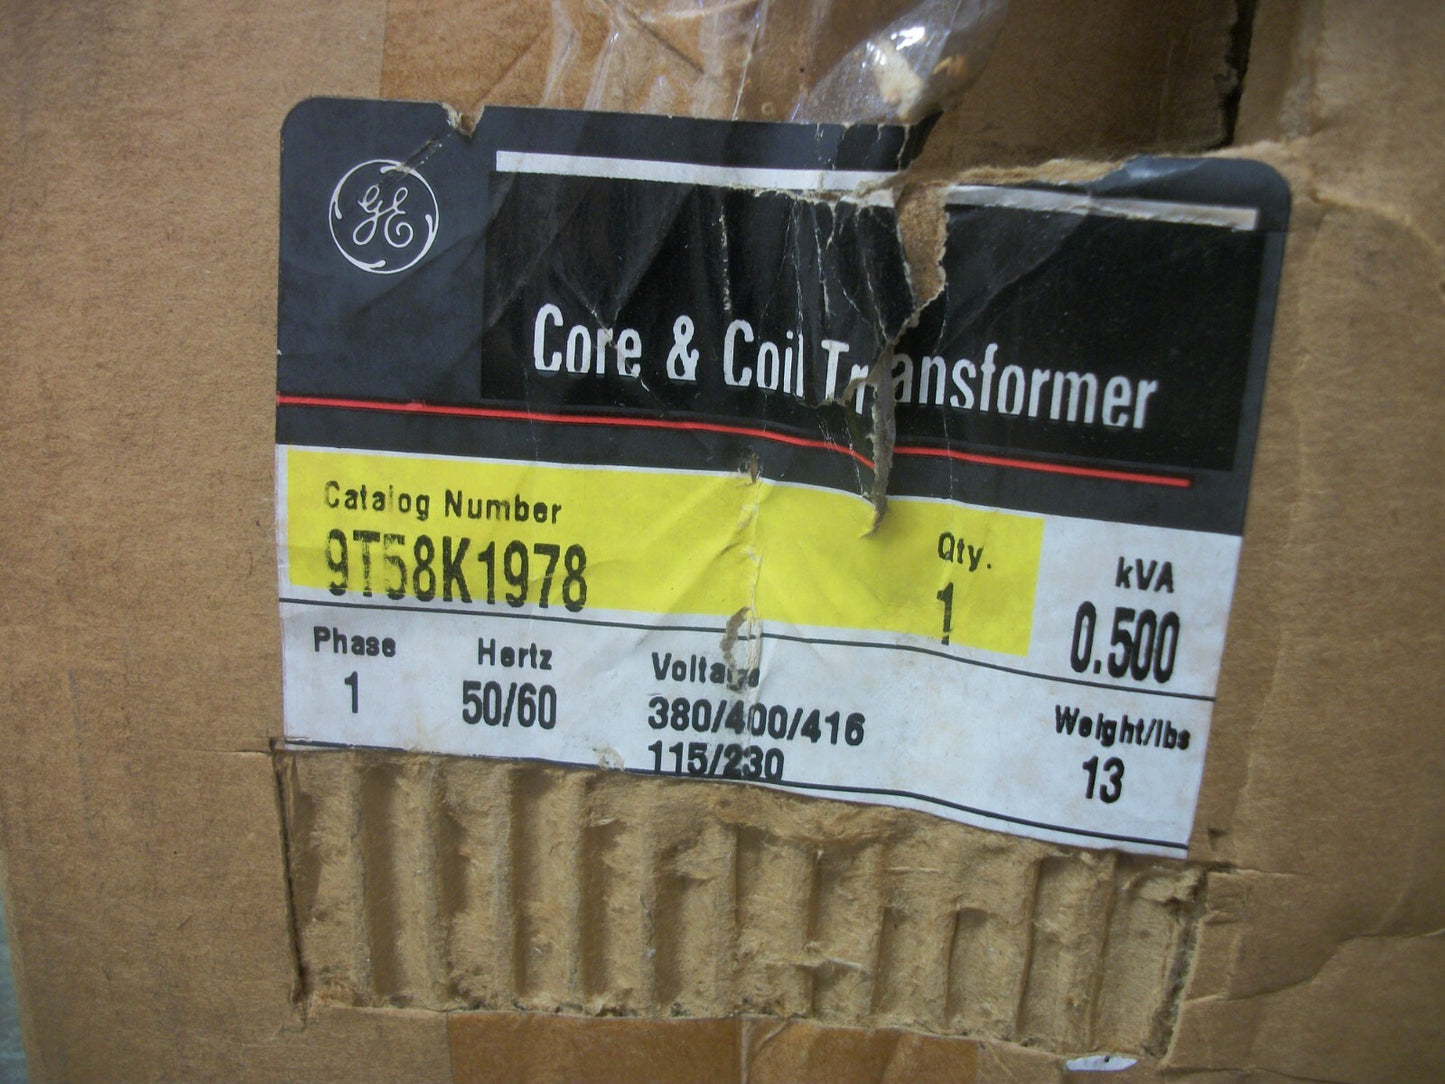 GE
Core & Coil Transformer
Catalog Number
9T58K1978
Qty.
1
kVA
0.500
Phase
1
Hertz
50/60
Voltage
380/400/416
115/230
Weight/lbs
13